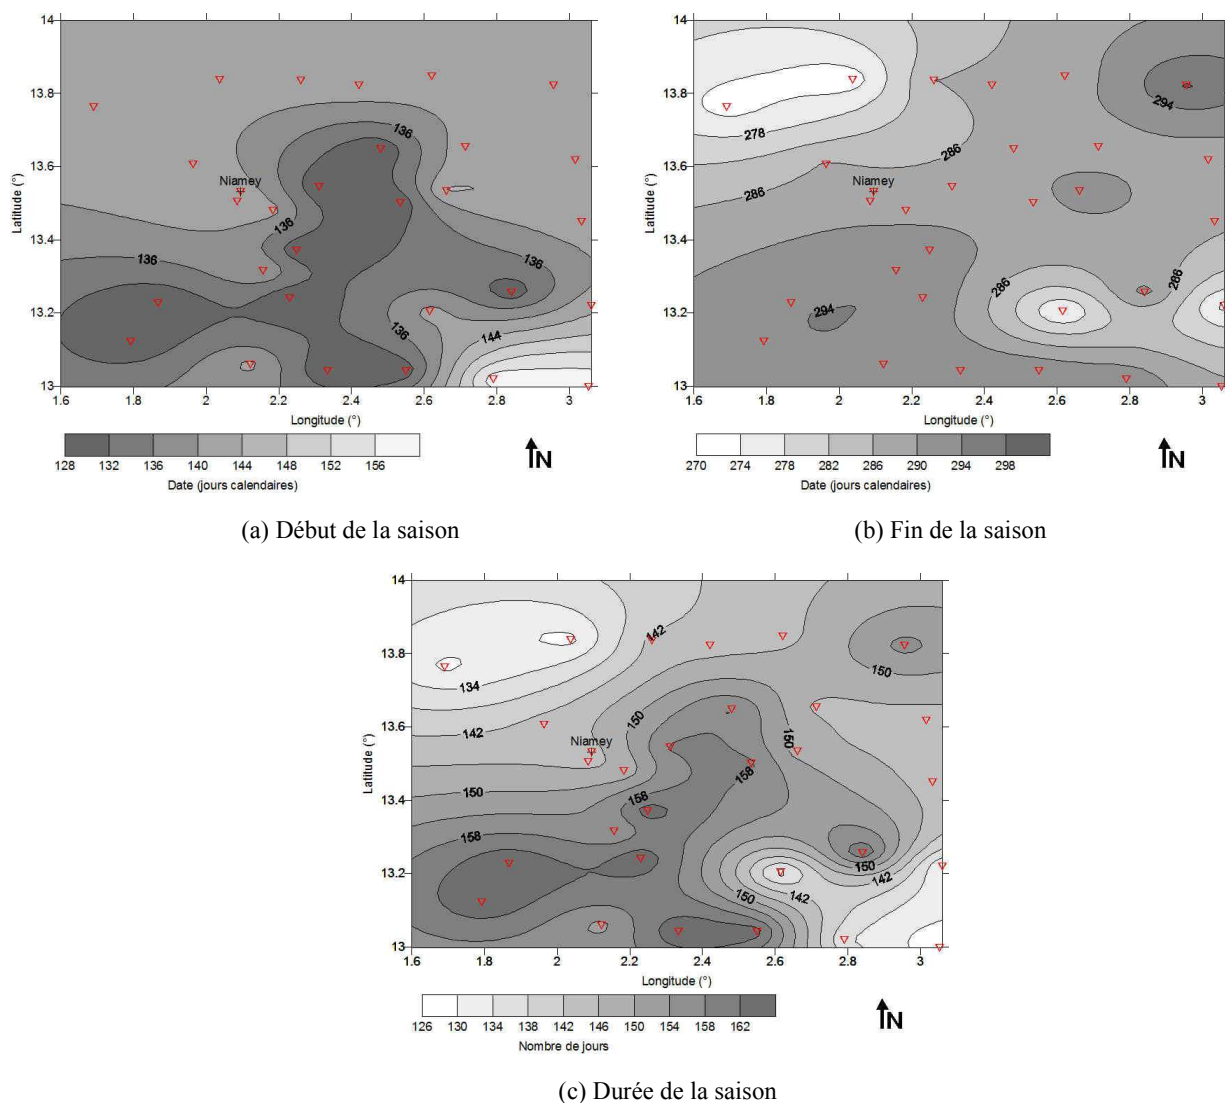 14
13.8
13.6
13.4
13.2
13
Latitude (°)
136
136
Niamey
136
136
136
136
144
1.6 1.8 2 2.2 2.4 2.6 2.8 3
Longitude (°)
128 132 136 140 144 148 152 156
Date (jours calendaires)
N
(a) Début de la saison
14
13.8
13.6
13.4
13.2
13
Latitude (°)
294
278
286
Niamey
286
286
286
294
1.6 1.8 2 2.2 2.4 2.6 2.8 3
Longitude (°)
270 274 278 282 286 290 294 298
Date (jours calendaires)
N
(b) Fin de la saison
14
13.8
13.6
13.4
13.2
13
Latitude (°)
142
150
134
150
142
Niamey
150
158
150
158
158
150
142
150
142
1.6 1.8 2 2.2 2.4 2.6 2.8 3
Longitude (°)
126 130 134 138 142 146 150 154 158 162
Nombre de jours
N
(c) Durée de la saison